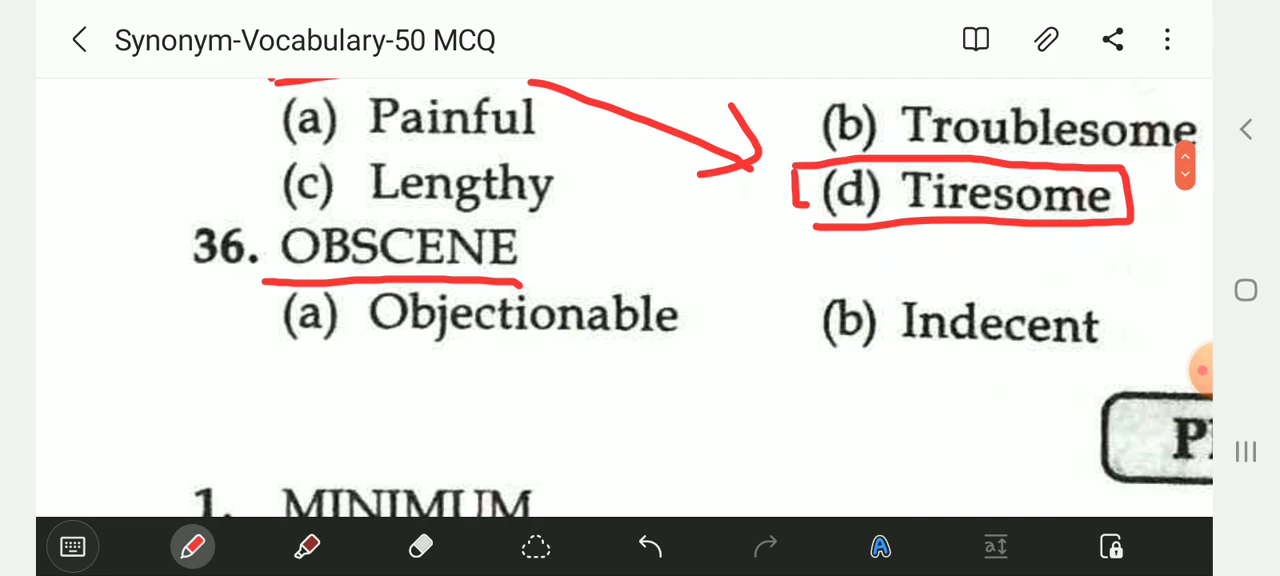 Synonym-Vocabulary-50 MCQ
(a) Painful (b) Troublesome
(c) Lengthy (d) Tiresome
36. OBSCENE
(a) Objectionable (b) Indecent
1. MINIMUM